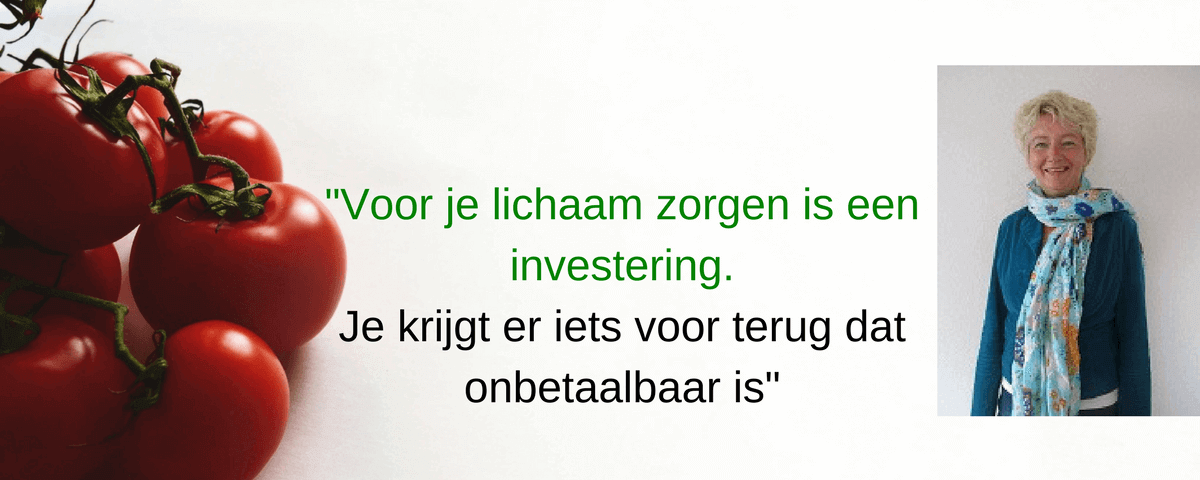 "Voor je lichaam zorgen is een
investering.
Je krijgt er iets voor terug dat
onbetaalbaar is"